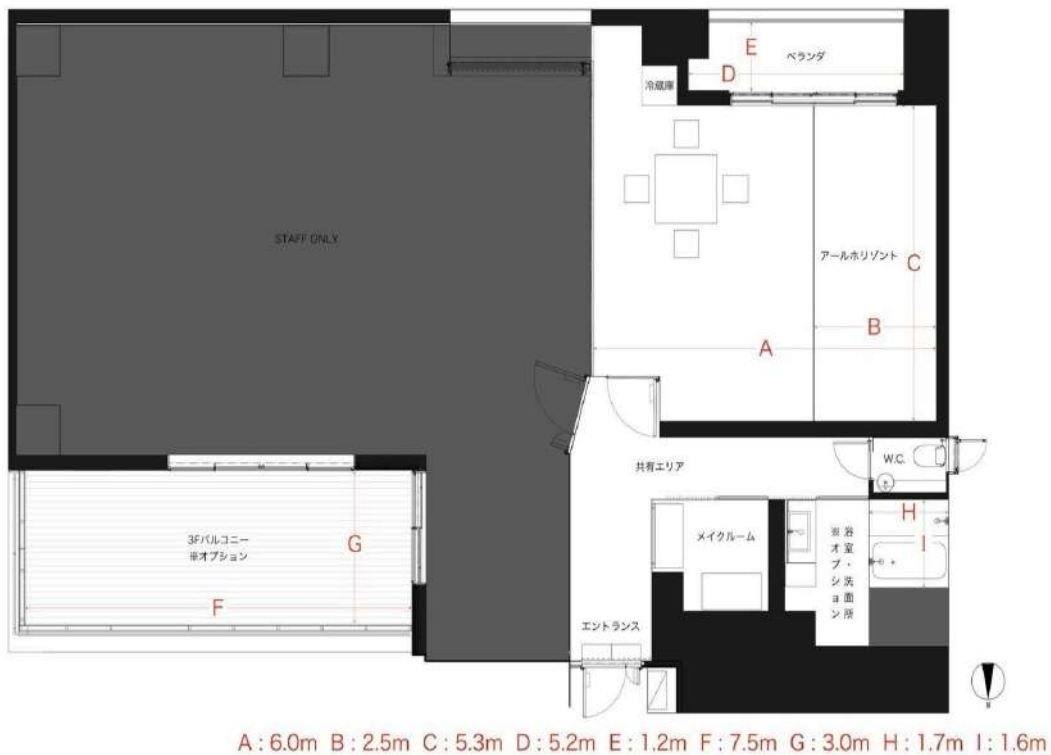 E
ベランダ
D
冷蔵庫
STAFF ONLY
アールホリゾント
C
B
A
W.C.
共有エリア
H
3Fバルコニー
※オプション
G
メイクルーム
浴室・洗面所
※オプション
I
F
エントランス
N
A : 6.0m B : 2.5m C : 5.3m D : 5.2m E : 1.2m F : 7.5m G : 3.0m H : 1.7m I : 1.6m